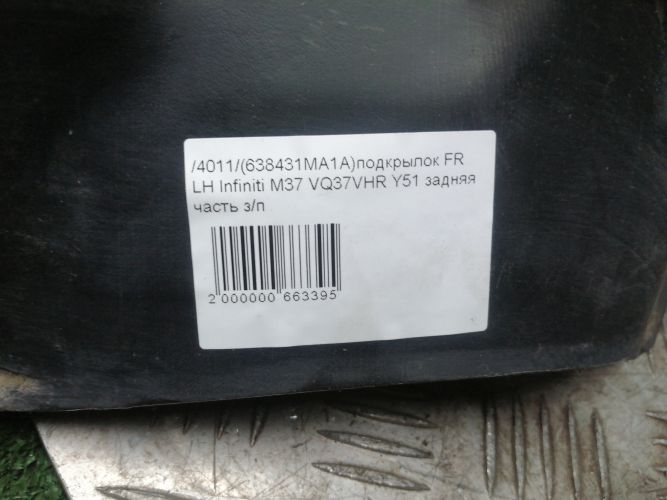 /4011/(638431MA1A)подкрылок FR
LH Infiniti M37 VQ37VHR Y51 задняя
часть з/п
2 000000 663395